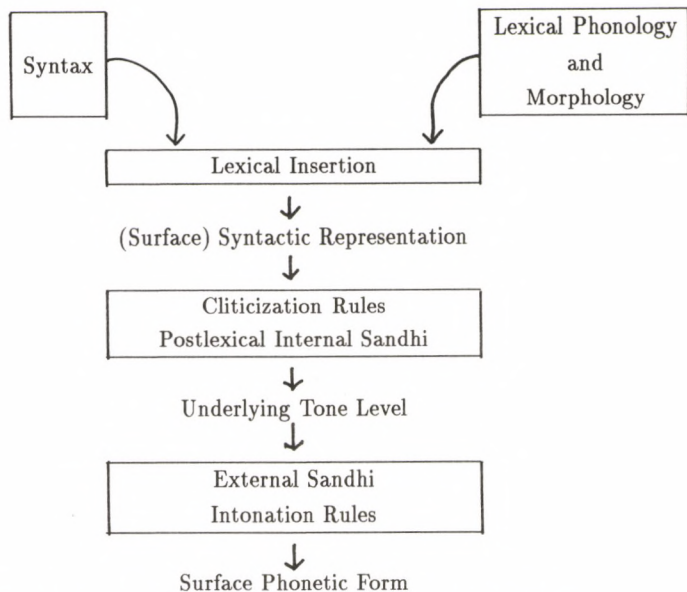 Syntax
Lexical Phonology
and
Morphology
Lexical Insertion
(Surface) Syntactic Representation
Cliticization Rules
Postlexical Internal Sandhi
Underlying Tone Level
External Sandhi
Intonation Rules
Surface Phonetic Form